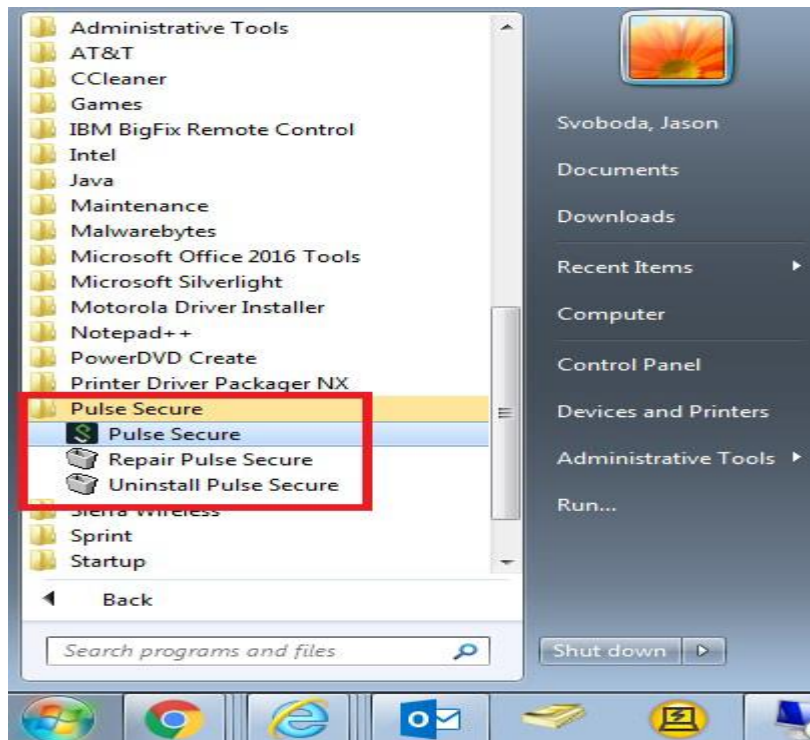 Administrative Tools
AT&T
CCleaner
Games
IBM BigFix Remote Control
Intel
Java
Maintenance
Malwarebytes
Microsoft Office 2016 Tools
Microsoft Silverlight
Motorola Driver Installer
Notepad++
PowerDVD Create
Printer Driver Packager NX
Pulse Secure
Pulse Secure
Repair Pulse Secure
Uninstall Pulse Secure
Sierra Wireless
Sprint
Startup
Back
Search programs and files
Svoboda, Jason
Documents
Downloads
Recent Items
Computer
Control Panel
Devices and Printers
Administrative Tools
Run...
Shut down